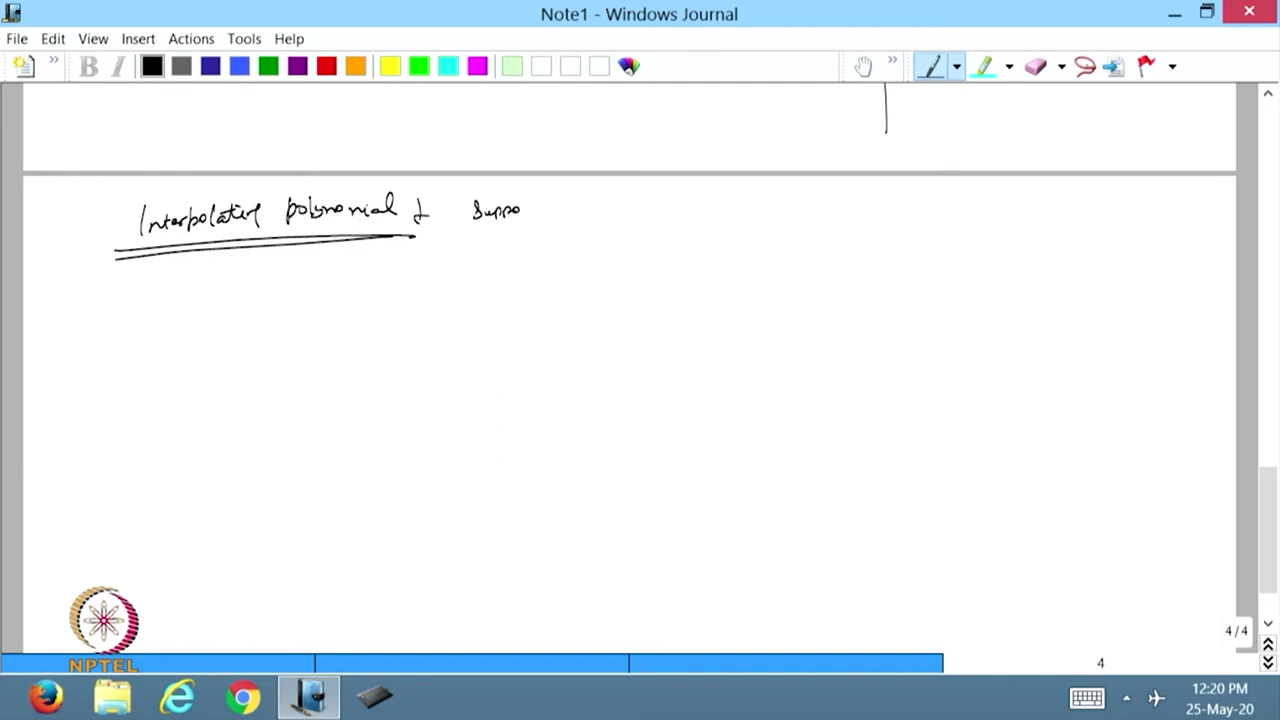 Note1 - Windows Journal
File Edit View Insert Actions Tools Help
B I
Interpolating polynomial Suppo
4 / 4
NPTEL
4
12:20 PM
25-May-20